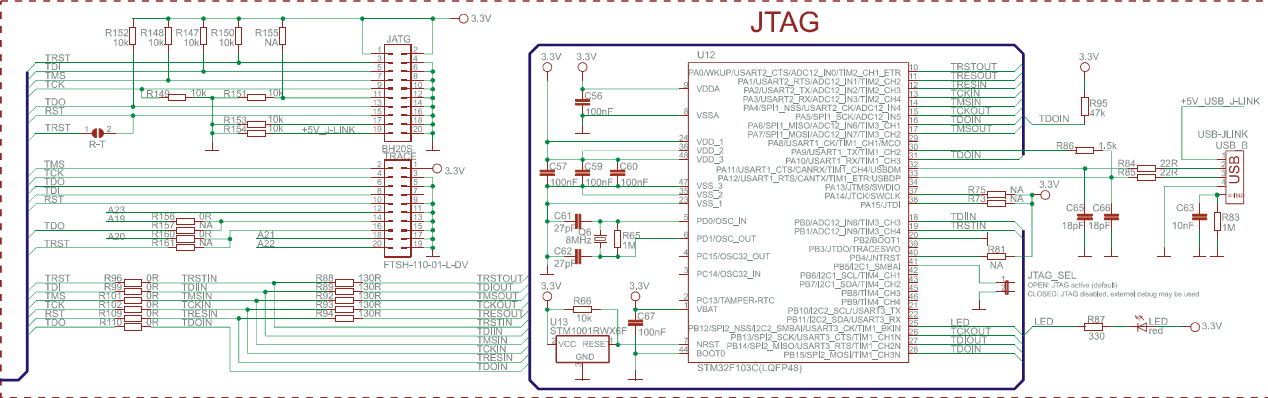 JTAG
3.3V
R152 10k
R148 10k
R147 10k
R150 10k
R155 NA
JATG
TRST
TDI
TMS
TCK
R149 10k
R151 10k
TDO
RST
R153 10k
R154 10k
+5V_J-LINK
TRST
1 2
R-T
BH20S
TRACE
3.3V
TMS
TCK
TDO
TDI
RST
A23
A19
A20
TDO
TRST
R156 0R
R157 NA
R160 0R
R161 NA
A21
A22
FTSH-110-01-L-DV
TRST R96 0R TRSTIN R88 130R TRSTOUT
TDI R99 0R TDIIN R89 130R TDIOUT
TMS R101 0R TMSIN R92 130R TMSOUT
TCK R102 0R TCKIN R93 130R TCKOUT
RST R109 0R TRESIN R94 130R TRESOUT
TDO R110 0R TDOIN
TRSTIN
TDIIN
TMSIN
TCKIN
TRESIN
TDOIN
3.3V
3.3V
C56
100nF
C57
100nF
C59
100nF
C60
100nF
C61
27pF
Q6
8MHz
R65
1M
C62
27pF
3.3V
R66
10k
3.3V
C67
100nF
U13
STM1001RWX6F
VCC RESET
GND
U12
VDDA
VSSA
VDD_1
VDD_2
VDD_3
VSS_3
VSS_2
VSS_1
PD0/OSC_IN
PD1/OSC_OUT
PC15/OSC32_OUT
PC14/OSC32_IN
PC13/TAMPER-RTC
VBAT
NRST
BOOT0
PA0/WKUP/USART2_CTS/ADC12_IN0/TIM2_CH1_ETR
PA1/USART2_RTS/ADC12_IN1/TIM2_CH2
PA2/USART2_TX/ADC12_IN2/TIM2_CH3
PA3/USART2_RX/ADC12_IN3/TIM2_CH4
PA4/SPI1_NSS/USART2_CK/ADC12_IN4
PA5/SPI1_SCK/ADC12_IN5
PA6/SPI1_MISO/ADC12_IN6/TIM3_CH1
PA7/SPI1_MOSI/ADC12_IN7/TIM3_CH2
PA8/USART1_CK/TIM1_CH1/MCO
PA9/USART1_TX/TIM1_CH2
PA10/USART1_RX/TIM1_CH3
PA11/USART1_CTS/CANRX/TIM1_CH4/USBDM
PA12/USART1_RTS/CANTX/TIM1_ETR/USBDP
PA13/JTMS/SWDIO
PA14/JTCK/SWCLK
PA15/JTDI
PB0/ADC12_IN8/TIM3_CH3
PB1/ADC12_IN9/TIM3_CH4
PB2/BOOT1
PB3/JTDO/TRACESWO
PB4/JNTRST
PB5/I2C1_SMBAI
PB6/I2C1_SCL/TIM4_CH1
PB7/I2C1_SDA/TIM4_CH2
PB8/TIM4_CH3
PB9/TIM4_CH4
PB10/I2C2_SCL/USART3_TX
PB11/I2C2_SDA/USART3_RX
PB12/SPI2_NSS/I2C2_SMBAI/USART3_CK/TIM1_BKIN
PB13/SPI2_SCK/USART3_CTS/TIM1_CH1N
PB14/SPI2_MISO/USART3_RTS/TIM1_CH2N
PB15/SPI2_MOSI/TIM1_CH3N
STM32F103C(LQFP48)
TRSTOUT
TRESOUT
TRESIN
TCKIN
TMSIN
TCKOUT
TDOIN
TMSOUT
TDIIN
TDOIN
3.3V
R95
47k
R86 1.5k
R84 22R
R85 22R
+5V_USB_J-LINK
USB-JLINK
USB_B
USB
R75 NA
R73 NA
3.3V
C65
18pF
C66
18pF
C63
10nF
R83
1M
TDIIN
TRSTIN
R81
NA
JTAG_SEL
OPEN: JTAG active (default)
CLOSED: JTAG disabled, external debug may be used
LED
TCKOUT
TDIOUT
TDOIN
LED
R87
330
LED
red
3.3V